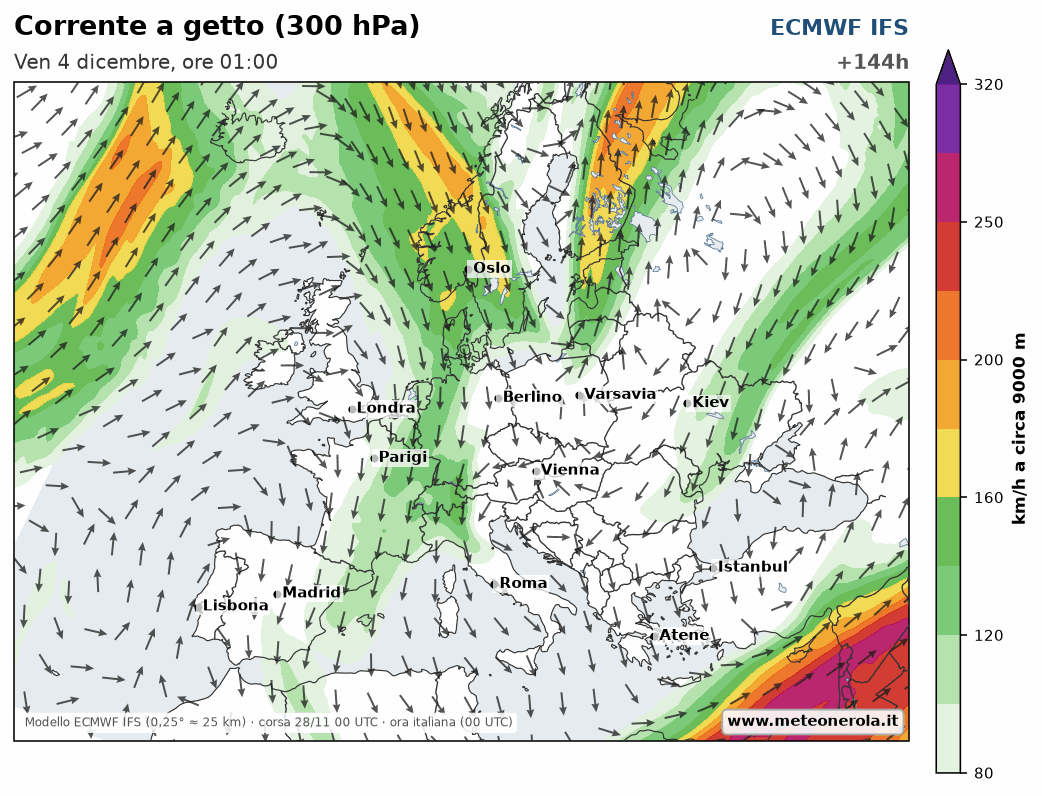 Corrente a getto (300 hPa)
ECMWF IFS
Ven 4 dicembre, ore 01:00
+144h
320
250
200
160
120
80
km/h a circa 9000 m
Oslo
Berlino
Varsavia
Kiev
Londra
Parigi
Vienna
Istanbul
Roma
Madrid
Lisbona
Atene
Modello ECMWF IFS (0,25° ≈ 25 km) · corsa 28/11 00 UTC · ora italiana (00 UTC)
www.meteonerola.it